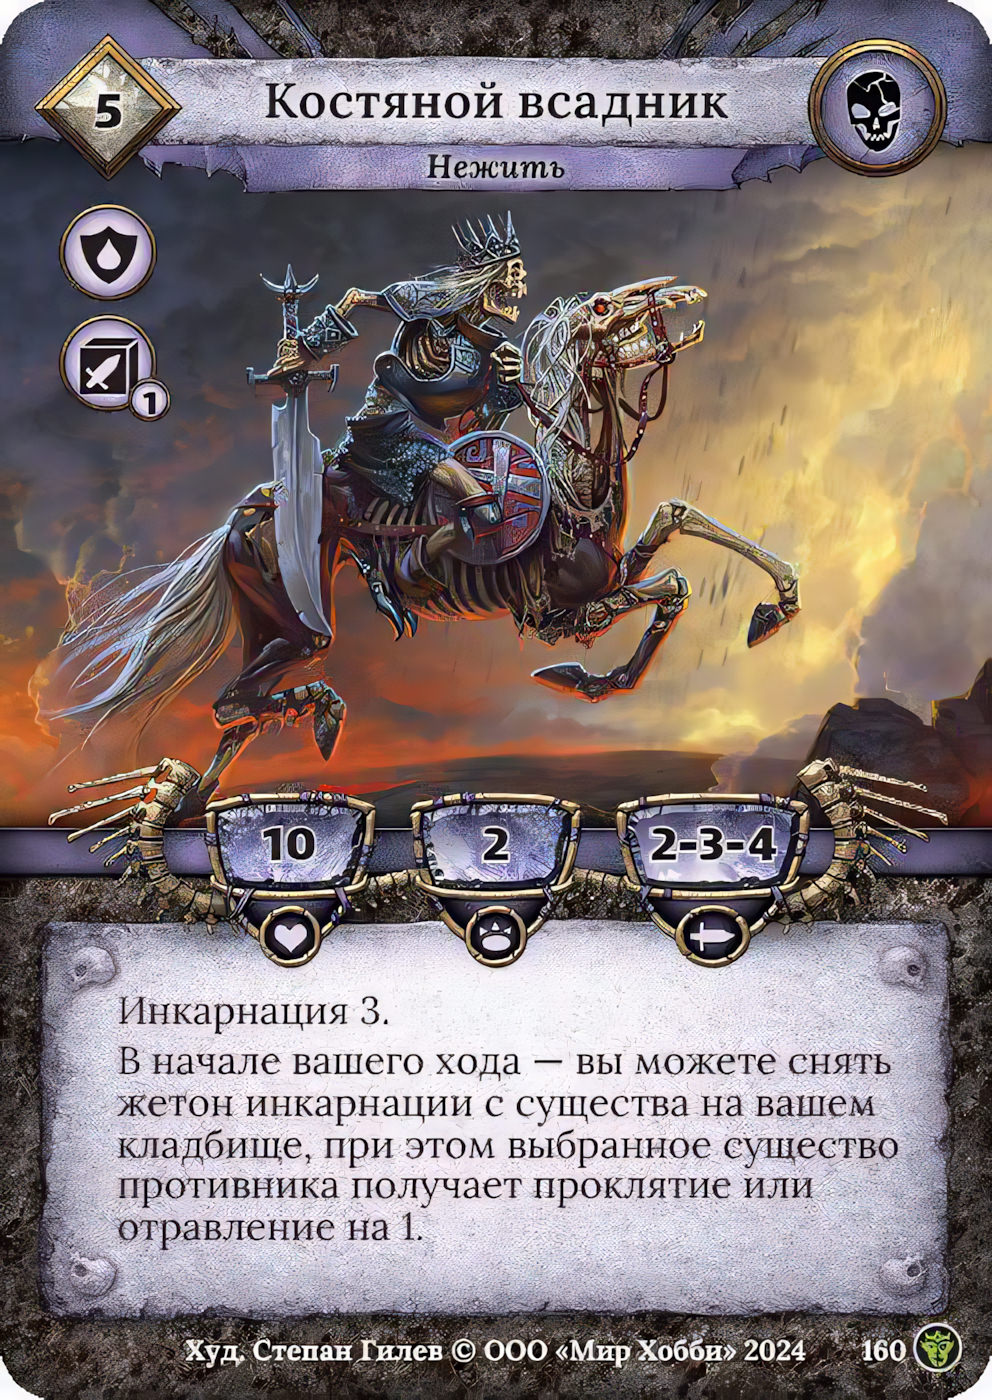 5
Костяной всадник
Нежить
1
10
2
2-3-4
Инкарнация 3.
В начале вашего хода — вы можете снять
жетон инкарнации с существа на вашем
кладбище, при этом выбранное существо
противника получает проклятие или
отравление на 1.
Худ. Степан Гилев © ООО «Мир Хобби» 2024
160